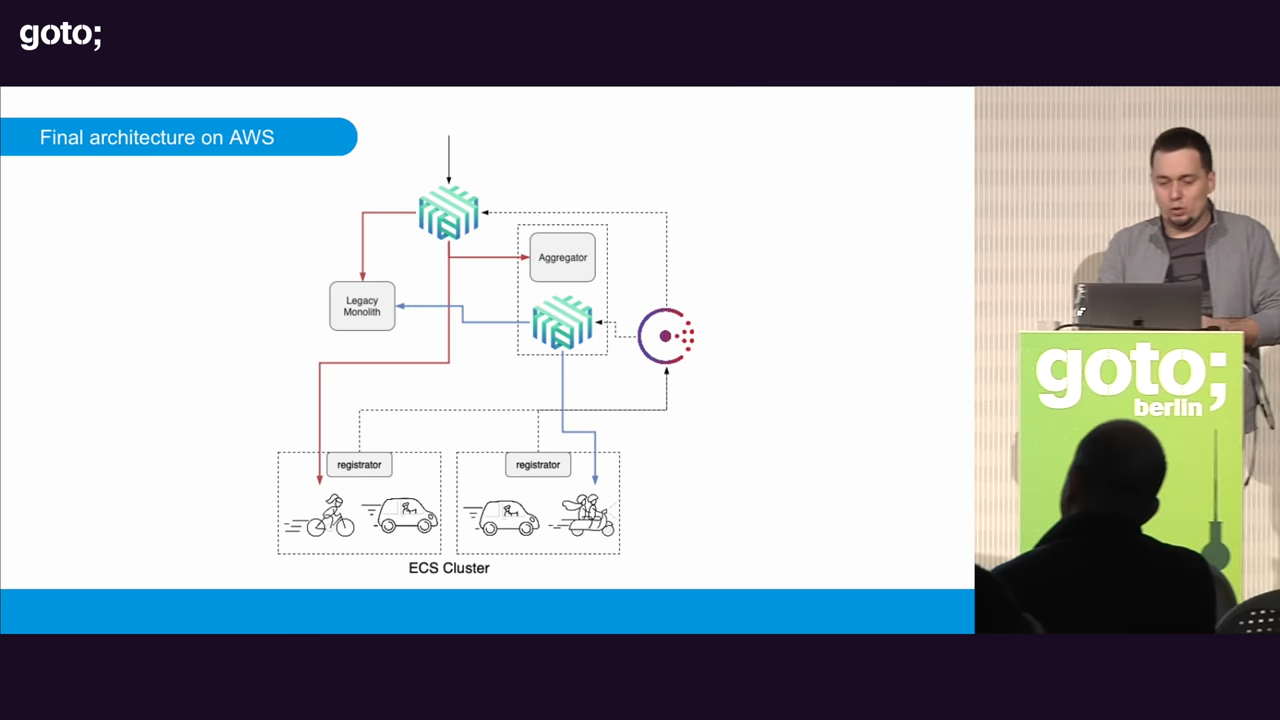 goto;
Final architecture on AWS
Aggregator
Legacy
Monolith
registrator
registrator
ECS Cluster
goto;
berlin